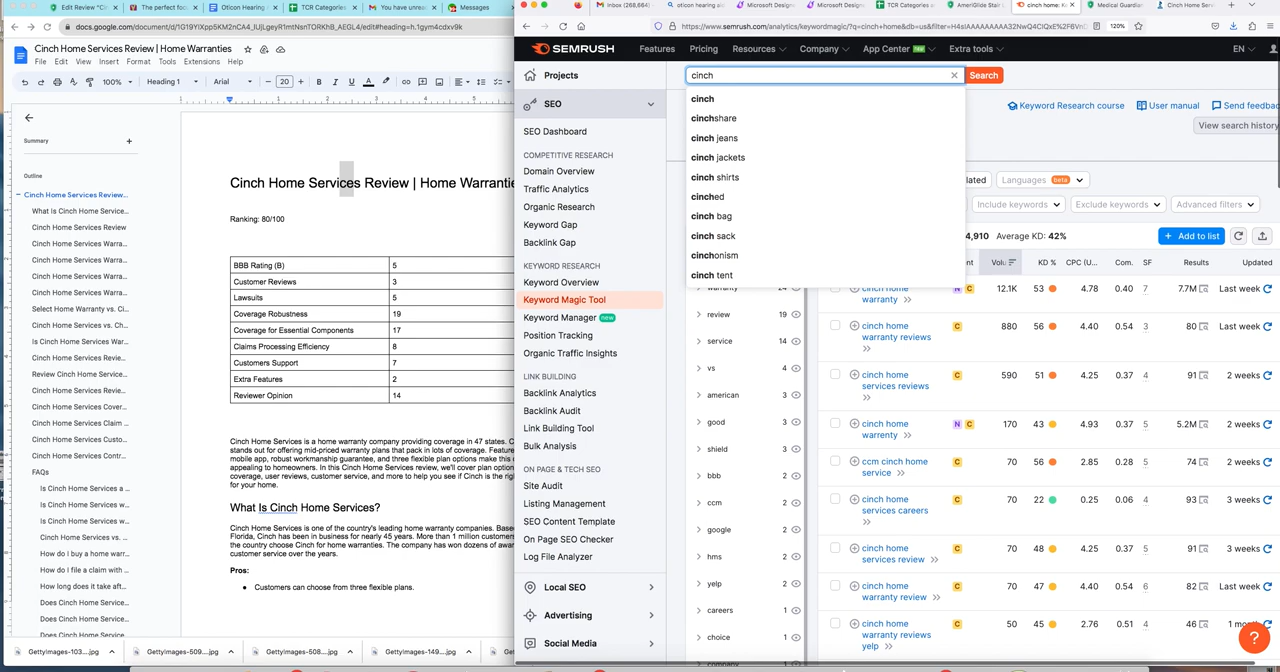 Edit Review "Ci
The perfect foo
Cinch Home Ser
TCR Categories
You have unrea
Messages
docs.google.com/document/d/1G19YIXpo5KM2nCA4_IUjLgeyR1mtNsnTORKhB_AEGL4/edit#heading=h.1gym4cdvx9c
Cinch Home Services Review | Home Warranties
File Edit View Insert Format Tools Extensions Help
100% Heading 1 Arial 20 B I U A
Summary
Outline
Cinch Home Services Review...
What Is Cinch Home Service...
Cinch Home Services Review
Cinch Home Services Warra...
Cinch Home Services Warra...
Cinch Home Services Warra...
Cinch Home Services Warra...
Select Home Warranty vs. Ci...
Cinch Home Services vs. Ch...
Is Cinch Home Services War...
Cinch Home Services Revie...
Review Cinch Home Service...
Cinch Home Services Revie...
Cinch Home Services Cover...
Cinch Home Services Claim ...
Cinch Home Services Custo...
Cinch Home Services Contr...
FAQs
Is Cinch Home Services a ...
Is Cinch Home Services w...
Is Cinch Home Services w...
Cinch Home Services vs. ...
How do I buy a home warr...
How do I file a claim with ...
How long does it take aft...
Does Cinch Home Service...
Does Cinch Home Servic...
Does Cinch Home Service...
Cinch Home Services Review | Home Warrantie
Ranking: 80/100
BBB Rating (B) 5
Customer Reviews 3
Lawsuits 5
Coverage Robustness 19
Coverage for Essential Components 17
Claims Processing Efficiency 8
Customers Support 7
Extra Features 2
Reviewer Opinion 14
Cinch Home Services is a home warranty company providing coverage in 47 states. C
stands out for offering mid-priced warranty plans that pack in lots of coverage. Feature
mobile app, robust workmanship guarantee, and three flexible plan options make this c
appealing to homeowners. In this Cinch Home Services review, we'll cover plan option
coverage, user reviews, customer service, and more to help you see if Cinch is the righ
for your home.
What Is Cinch Home Services?
Cinch Home Services is one of the country's leading home warranty companies. Base
Florida, Cinch has been in business for nearly 45 years. More than 1 million customer
the country choose Cinch for home warranties. The company has won dozens of awar
customer service over the years.
Pros:
Customers can choose from three flexible plans.
GettyImages-103....jpg
GettyImages-509....jpg
GettyImages-508....jpg
GettyImages-149....jpg
Inbox (268,664)
oticon hearing aid
Microsoft Designe
Microsoft Designe
TCR Categories a
AmeriGlide Stair L
cinch home: Ke
Medical Guardian
Cinch Home Servi
120%
SEMRUSH Features Pricing Resources Company App Center new Extra tools EN
Projects
SEO
SEO Dashboard
COMPETITIVE RESEARCH
Domain Overview
Traffic Analytics
Organic Research
Keyword Gap
Backlink Gap
KEYWORD RESEARCH
Keyword Overview
Keyword Magic Tool
Keyword Manager new
Position Tracking
Organic Traffic Insights
LINK BUILDING
Backlink Analytics
Backlink Audit
Link Building Tool
Bulk Analysis
ON PAGE & TECH SEO
Site Audit
Listing Management
SEO Content Template
On Page SEO Checker
Log File Analyzer
Local SEO
Advertising
Social Media
cinch Search
cinch
cinchshare
cinch jeans
cinch jackets
cinch shirts
cinched
cinch bag
cinch sack
cinchonism
cinch tent
Keyword Research course User manual Send feedbac
View search history
lated Languages beta
Include keywords Exclude keywords Advanced filters
4,910 Average KD: 42% + Add to list
nt Volu KD % CPC (U... Com. SF Results Updated
warranty 24
review 19
service 14
vs 4
american 3
good 3
shield 3
bbb 2
ccm 2
google 2
hms 2
yelp 2
careers 1
choice 1
company 1
cinch home warranty N C 12.1K 53 4.78 0.40 7 7.7M Last week
cinch home warranty reviews C 880 56 4.40 0.54 3 80 Last week
cinch home services reviews C 590 51 4.25 0.37 4 91 2 weeks
cinch home warrenty N C 170 43 4.93 0.37 5 5.2M 2 weeks
ccm cinch home service C 70 56 2.85 0.28 5 74 2 weeks
cinch home services careers C 70 22 0.25 0.06 4 93 3 weeks
cinch home services review C 70 48 4.25 0.37 5 91 3 weeks
cinch home warranty review C 70 47 4.40 0.54 6 82 Last week
cinch home warranty reviews yelp C 50 45 2.76 0.51 4 46 1 mo
?